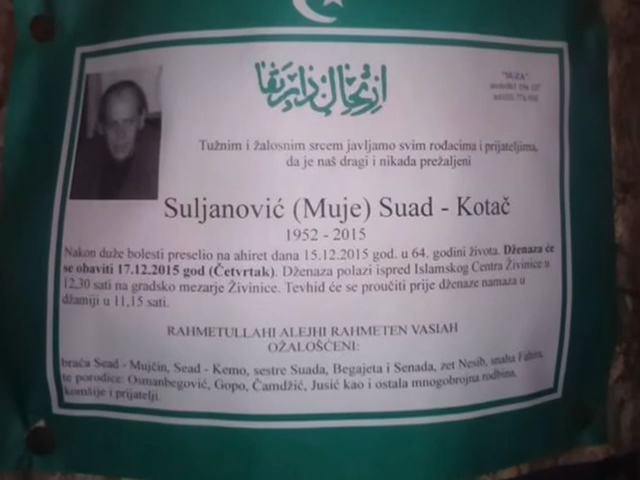 "SUZA"
Tužnim i žalosnim srcem javljamo svim rođacima i prijateljima,
da je naš dragi i nikada prežaljeni
Suljanović (Muje) Suad - Kotač
1952 - 2015
Nakon duže bolesti preselio na ahiret dana 15.12.2015 god. u 64. godini života. Dženaza će
se obaviti 17.12.2015 god (Četvrtak). Dženaza polazi ispred Islamskog Centra Živinice u
12,30 sati na gradsko mezarje Živinice. Tevhid će se proučiti prije dženaze namaza u
džamiji u 11,15 sati.
RAHMETULLAHI ALEJHI RAHMETEN VASIAH
OŽALOŠĆENI:
braća Sead - Mujčin, Sead - Kemo, sestre Suada, Begajeta i Senada, zet Nesib, snaha Fahira,
te porodice: Osmanbegović, Gopo, Čamdžić, Jusić kao i ostala mnogobrojna rodbina,
komšije i prijatelji.